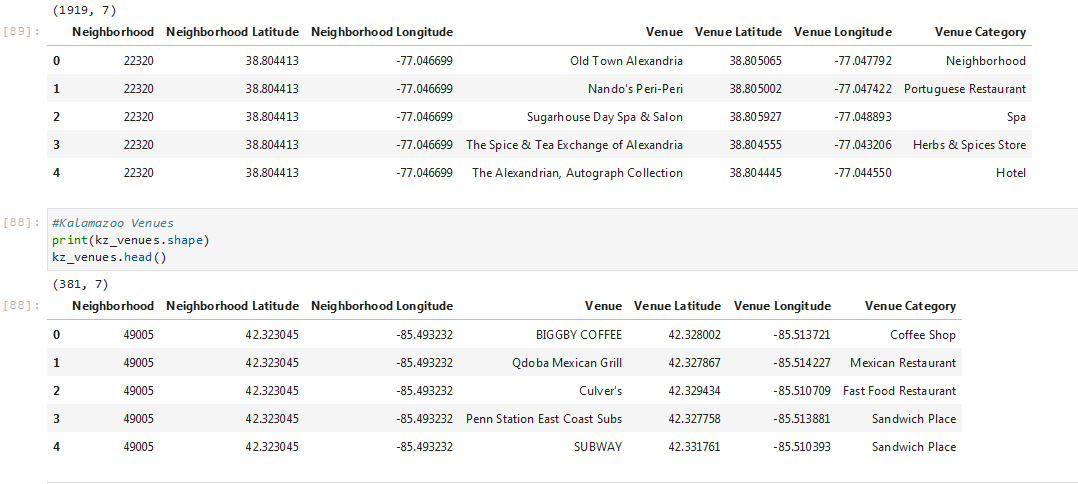 (1919, 7)
[89]: Neighborhood Neighborhood Latitude Neighborhood Longitude Venue Venue Latitude Venue Longitude Venue Category
0 22320 38.804413 -77.046699 Old Town Alexandria 38.805065 -77.047792 Neighborhood
1 22320 38.804413 -77.046699 Nando's Peri-Peri 38.805002 -77.047422 Portuguese Restaurant
2 22320 38.804413 -77.046699 Sugarhouse Day Spa & Salon 38.805927 -77.048893 Spa
3 22320 38.804413 -77.046699 The Spice & Tea Exchange of Alexandria 38.804555 -77.043206 Herbs & Spices Store
4 22320 38.804413 -77.046699 The Alexandrian, Autograph Collection 38.804445 -77.044550 Hotel
[88]: #Kalamazoo Venues
print(kz_venues.shape)
kz_venues.head()
(381, 7)
[88]: Neighborhood Neighborhood Latitude Neighborhood Longitude Venue Venue Latitude Venue Longitude Venue Category
0 49005 42.323045 -85.493232 BIGGBY COFFEE 42.328002 -85.513721 Coffee Shop
1 49005 42.323045 -85.493232 Qdoba Mexican Grill 42.327867 -85.514227 Mexican Restaurant
2 49005 42.323045 -85.493232 Culver's 42.329434 -85.510709 Fast Food Restaurant
3 49005 42.323045 -85.493232 Penn Station East Coast Subs 42.327758 -85.513881 Sandwich Place
4 49005 42.323045 -85.493232 SUBWAY 42.331761 -85.510393 Sandwich Place